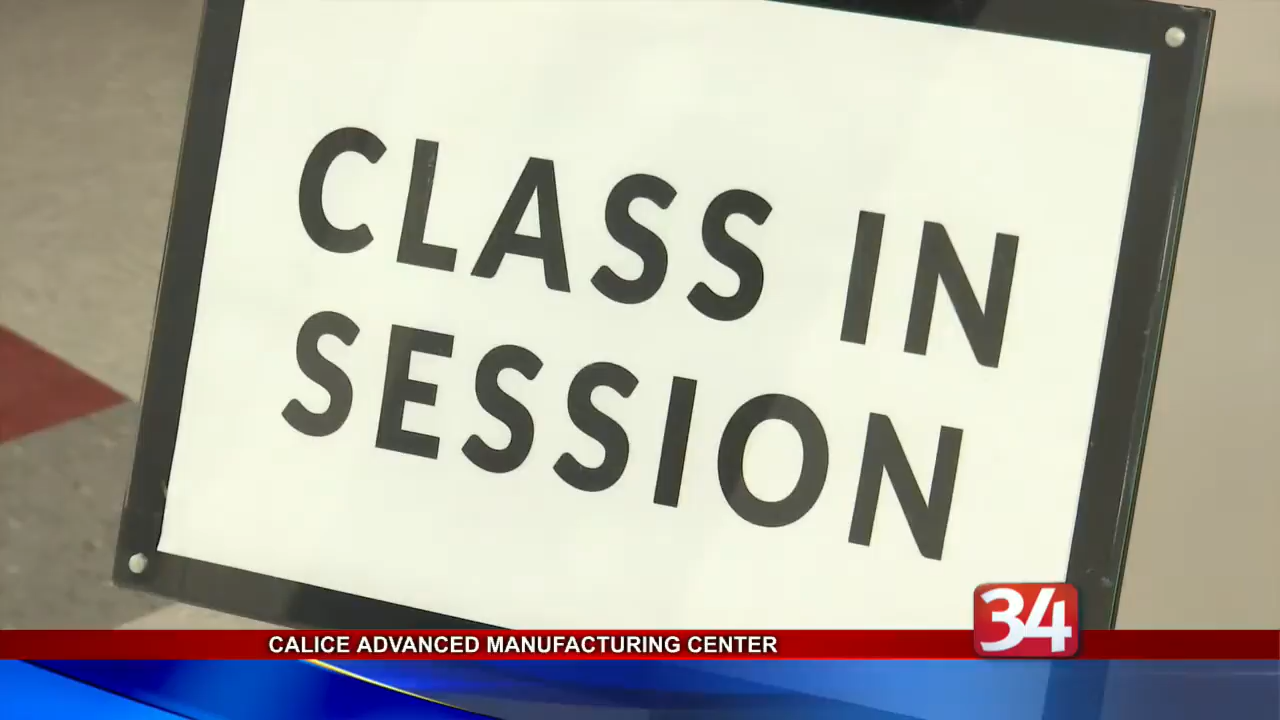 CLASS IN
SESSION
34
CALICE ADVANCED MANUFACTURING CENTER